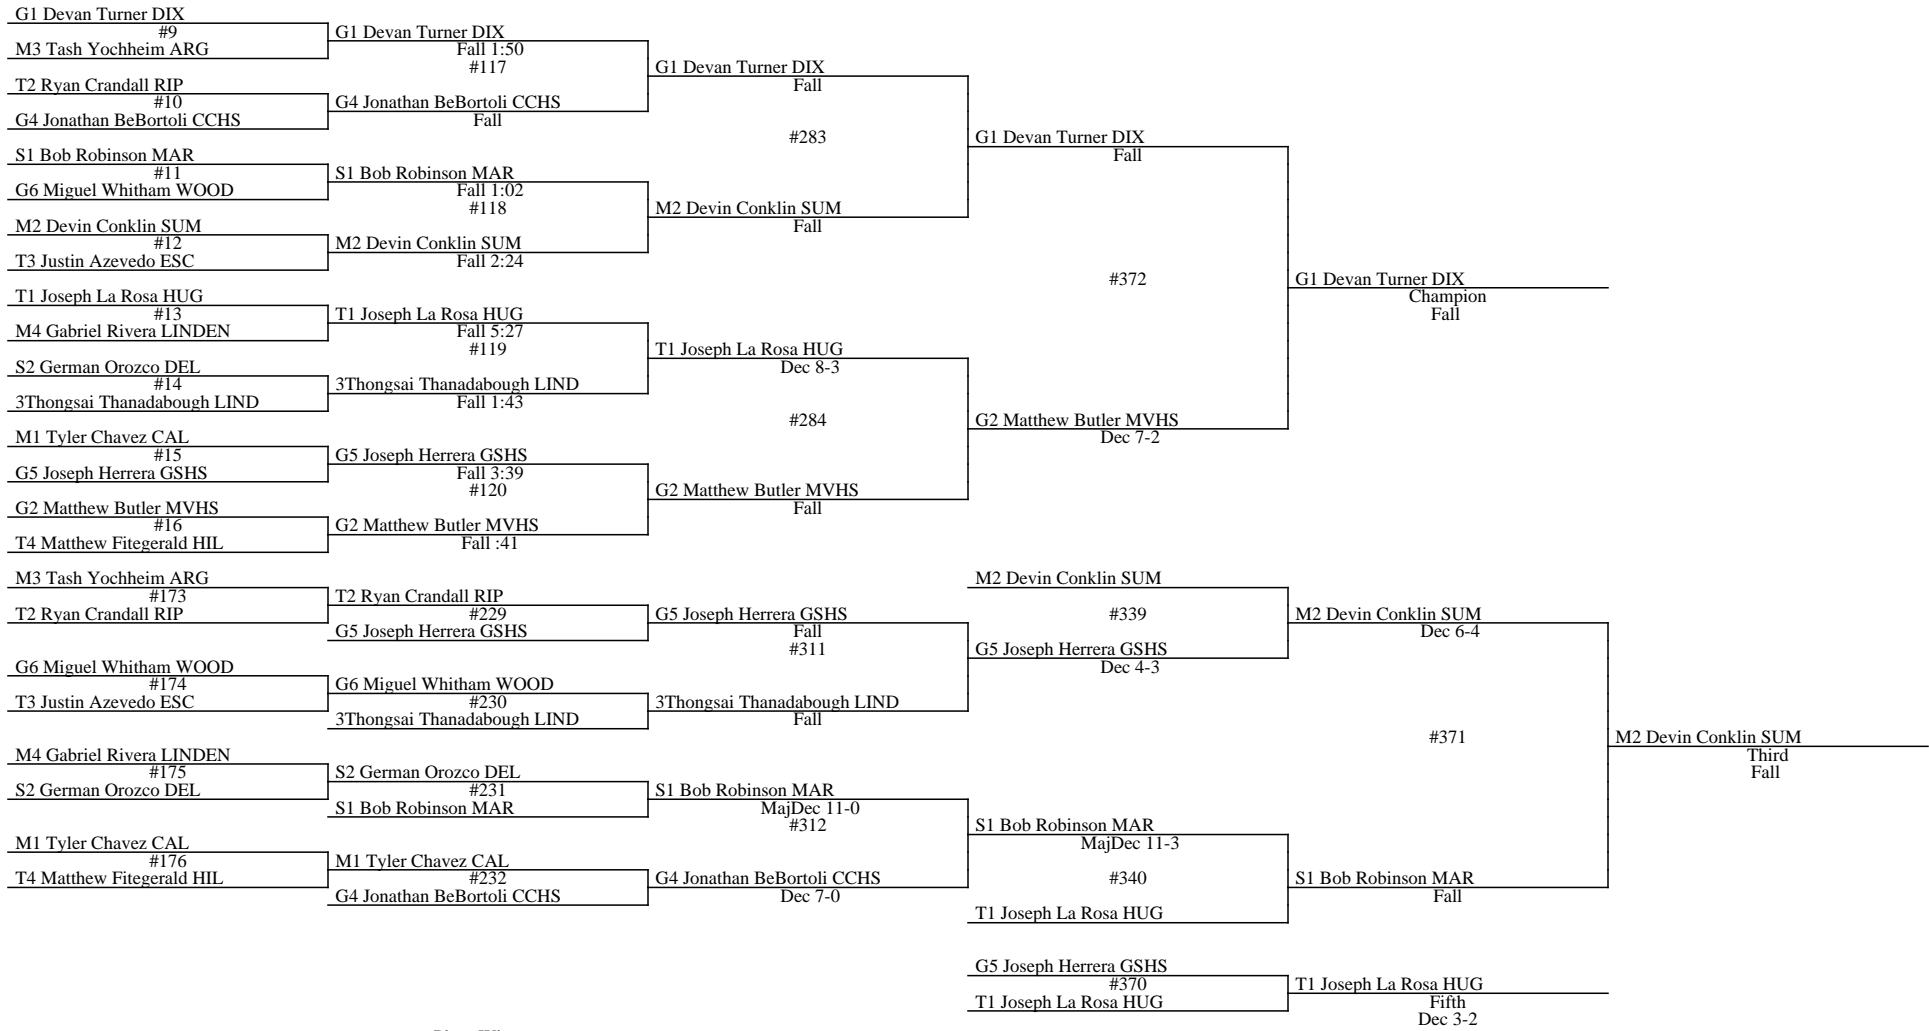 G1 Devan Turner DIX
#9
M3 Tash Yochheim ARG
T2 Ryan Crandall RIP
#10
G4 Jonathan BeBortoli CCHS
S1 Bob Robinson MAR
#11
G6 Miguel Whitham WOOD
M2 Devin Conklin SUM
#12
T3 Justin Azevedo ESC
T1 Joseph La Rosa HUG
#13
M4 Gabriel Rivera LINDEN
S2 German Orozco DEL
#14
3Thongsai Thanadabough LIND
M1 Tyler Chavez CAL
#15
G5 Joseph Herrera GSHS
G2 Matthew Butler MVHS
#16
T4 Matthew Fitegerald HIL
G1 Devan Turner DIX
Fall 1:50
#117
G4 Jonathan BeBortoli CCHS
Fall
S1 Bob Robinson MAR
Fall 1:02
#118
M2 Devin Conklin SUM
Fall 2:24
T1 Joseph La Rosa HUG
Fall 5:27
#119
3Thongsai Thanadabough LIND
Fall 1:43
G5 Joseph Herrera GSHS
Fall 3:39
#120
G2 Matthew Butler MVHS
Fall :41
G1 Devan Turner DIX
Fall
#283
M2 Devin Conklin SUM
Fall
T1 Joseph La Rosa HUG
Dec 8-3
#284
G2 Matthew Butler MVHS
Fall
G1 Devan Turner DIX
Fall
#372
G2 Matthew Butler MVHS
Dec 7-2
G1 Devan Turner DIX
Champion
Fall
M3 Tash Yochheim ARG
#173
T2 Ryan Crandall RIP
G6 Miguel Whitham WOOD
#174
T3 Justin Azevedo ESC
M4 Gabriel Rivera LINDEN
#175
S2 German Orozco DEL
M1 Tyler Chavez CAL
#176
T4 Matthew Fitegerald HIL
T2 Ryan Crandall RIP
#229
G5 Joseph Herrera GSHS
G6 Miguel Whitham WOOD
#230
3Thongsai Thanadabough LIND
S2 German Orozco DEL
#231
S1 Bob Robinson MAR
M1 Tyler Chavez CAL
#232
G4 Jonathan BeBortoli CCHS
G5 Joseph Herrera GSHS
Fall
#311
3Thongsai Thanadabough LIND
Fall
S1 Bob Robinson MAR
MajDec 11-0
#312
G4 Jonathan BeBortoli CCHS
Dec 7-0
M2 Devin Conklin SUM
#339
G5 Joseph Herrera GSHS
Dec 4-3
S1 Bob Robinson MAR
MajDec 11-3
#340
T1 Joseph La Rosa HUG
M2 Devin Conklin SUM
Dec 6-4
#371
S1 Bob Robinson MAR
Fall
M2 Devin Conklin SUM
Third
Fall
G5 Joseph Herrera GSHS
#370
T1 Joseph La Rosa HUG
T1 Joseph La Rosa HUG
Fifth
Dec 3-2